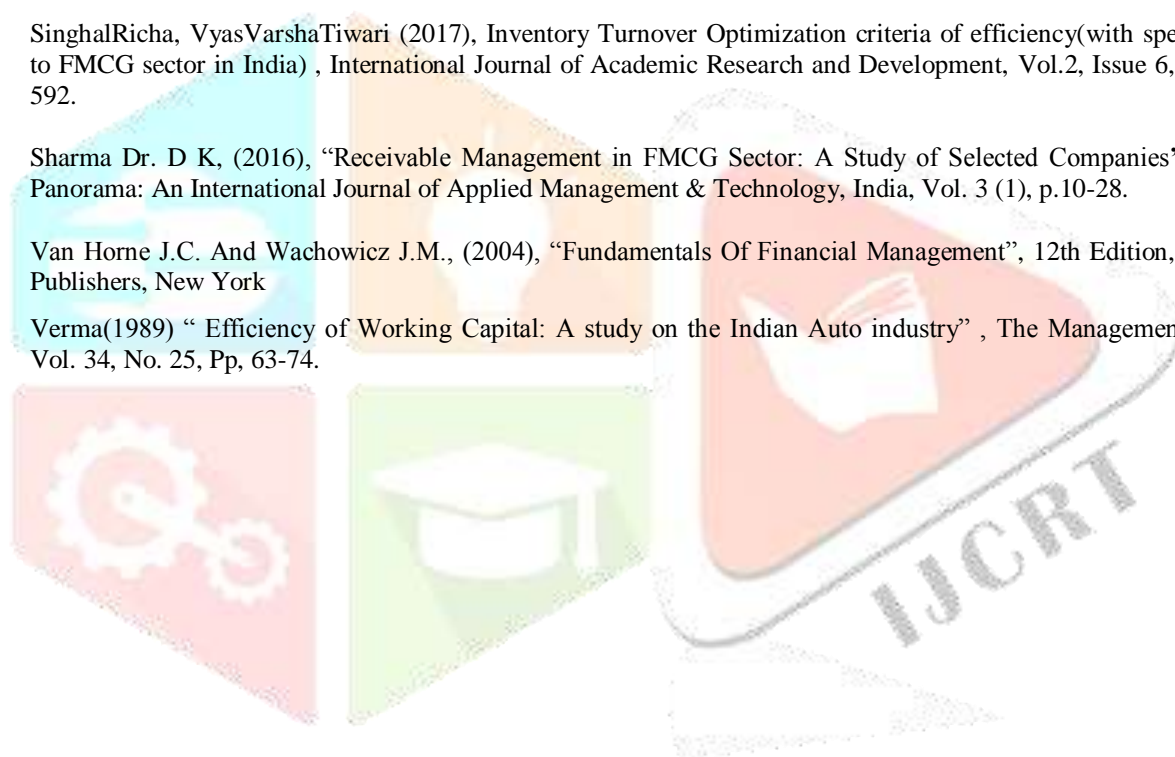 SinghalRicha, VyasVarshaTiwari (2017), Inventory Turnover Optimization criteria of efficiency(with spe
to FMCG sector in India) , International Journal of Academic Research and Development, Vol.2, Issue 6,
592.
Sharma Dr. D K, (2016), “Receivable Management in FMCG Sector: A Study of Selected Companies”
Panorama: An International Journal of Applied Management & Technology, India, Vol. 3 (1), p.10-28.
Van Horne J.C. And Wachowicz J.M., (2004), “Fundamentals Of Financial Management”, 12th Edition,
Publishers, New York
Verma(1989) “ Efficiency of Working Capital: A study on the Indian Auto industry” , The Managemen
Vol. 34, No. 25, Pp, 63-74.
IJCRT